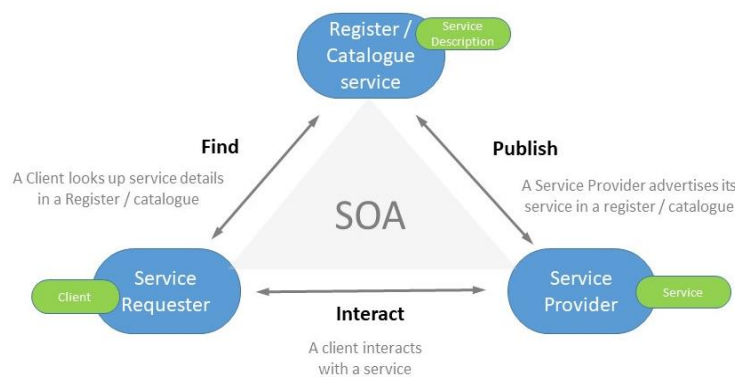 Register /
Catalogue
service
Service
Description
Find
Publish
A Client looks up service details
in a Register / catalogue
A Service Provider advertises its
service in a register / catalogue
SOA
Service
Requester
Client
Service
Provider
Service
Interact
A client interacts
with a service